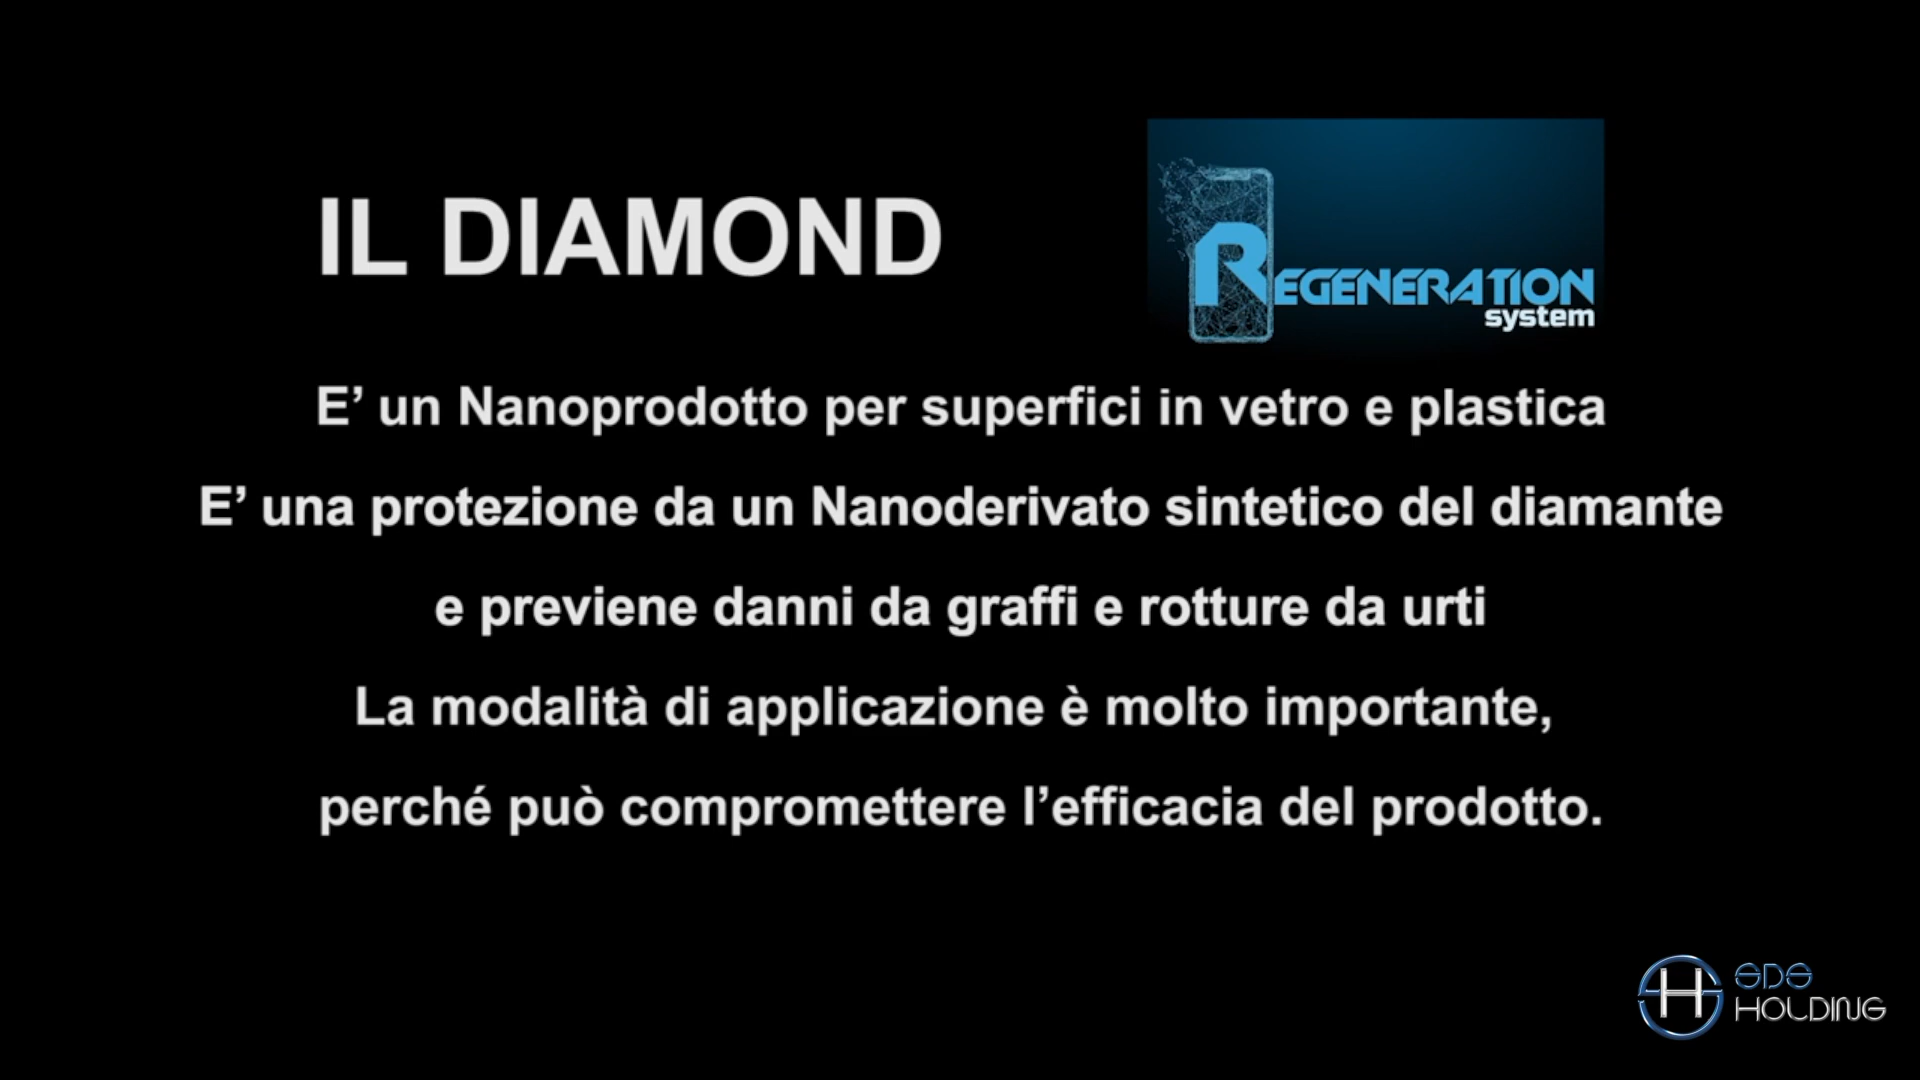 IL DIAMOND
REGENERATION
system
E’ un Nanoprodotto per superfici in vetro e plastica
E’ una protezione da un Nanoderivato sintetico del diamante
e previene danni da graffi e rotture da urti
La modalità di applicazione è molto importante,
perché può compromettere l’efficacia del prodotto.
SDS
HOLDING